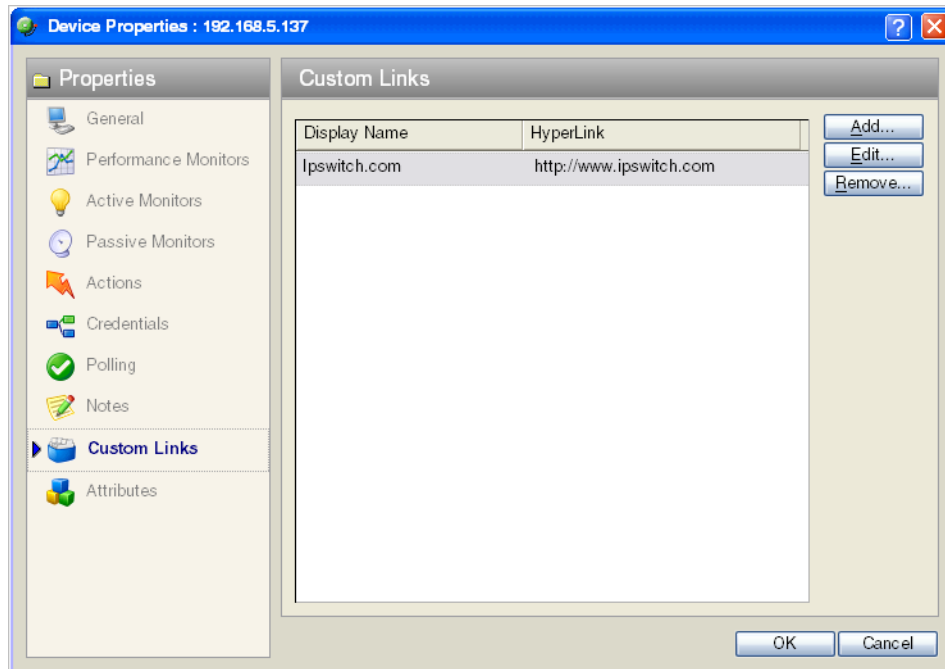 Device Properties : 192.168.5.137
?
X
Properties
General
Performance Monitors
Active Monitors
Passive Monitors
Actions
Credentials
Polling
Notes
Custom Links
Attributes
Custom Links
Display Name HyperLink
Ipswitch.com http://www.ipswitch.com
Add...
Edit...
Remove...
OK Cancel